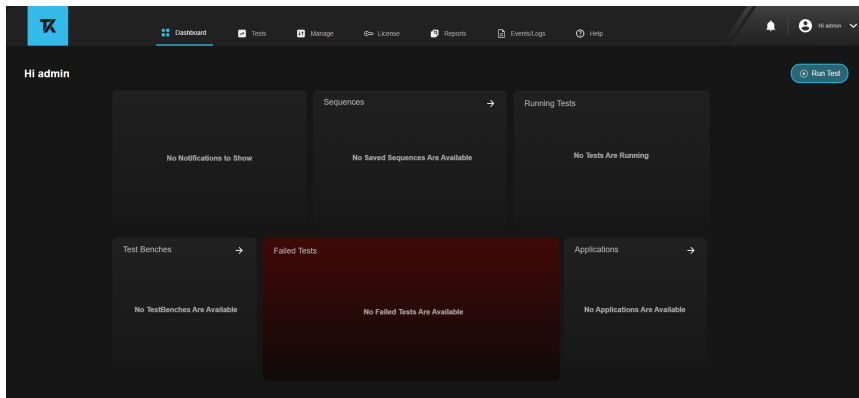 TK
Dashboard
Tests
Manage
License
Reports
Events/Logs
Help
Hi admin
Hi admin
Run Test
No Notifications to Show
Sequences
No Saved Sequences Are Available
Running Tests
No Tests Are Running
Test Benches
No TestBenches Are Available
Failed Tests
No Failed Tests Are Available
Applications
No Applications Are Available